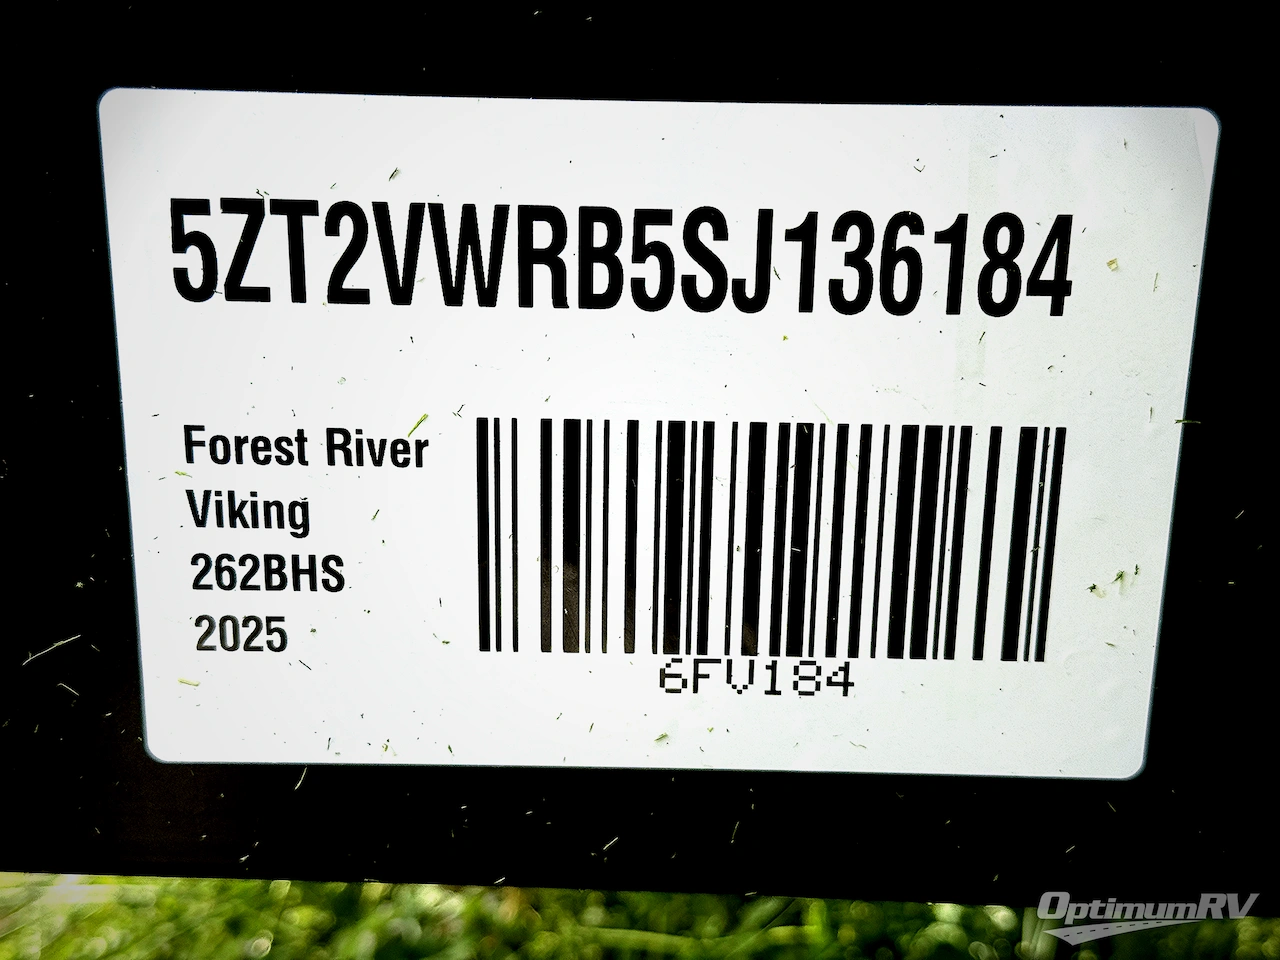 5ZT2VWRB5SJ136184
Forest River
Viking
262BHS
2025
6FV184
OptimumRV